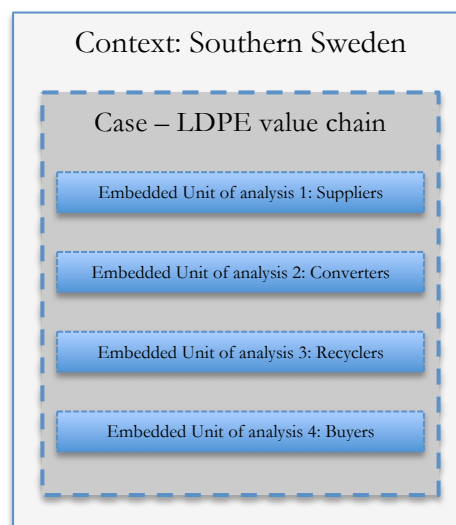 Context: Southern Sweden
Case – LDPE value chain
Embedded Unit of analysis 1: Suppliers
Embedded Unit of analysis 2: Converters
Embedded Unit of analysis 3: Recyclers
Embedded Unit of analysis 4: Buyers